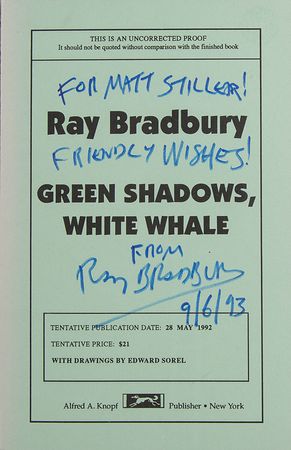 THIS IS AN UNCORRECTED PROOF
It should not be quoted without comparison with the finished book
FOR MATT STILLER!
Ray Bradbury
FRIENDLY WISHES!
GREEN SHADOWS,
WHITE WHALE
FROM
RAY BRADBURY
9/6/93
TENTATIVE PUBLICATION DATE: 28 MAY 1992
TENTATIVE PRICE: $21
WITH DRAWINGS BY EDWARD SOREL
Alfred A. Knopf Publisher • New York